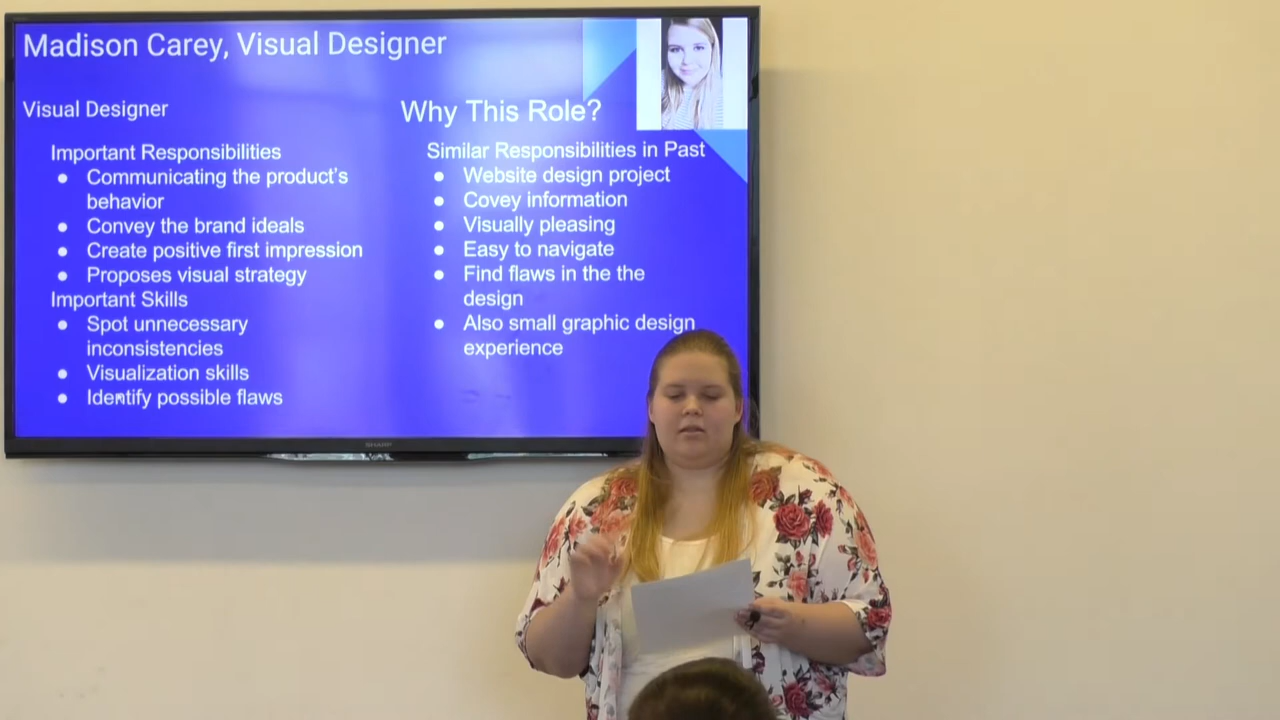 Madison Carey, Visual Designer
Visual Designer
Important Responsibilities
● Communicating the product's
behavior
● Convey the brand ideals
● Create positive first impression
● Proposes visual strategy
Important Skills
● Spot unnecessary
inconsistencies
● Visualization skills
● Identify possible flaws
Why This Role?
Similar Responsibilities in Past
● Website design project
● Covey information
● Visually pleasing
● Easy to navigate
● Find flaws in the the
design
● Also small graphic design
experience
SHARP